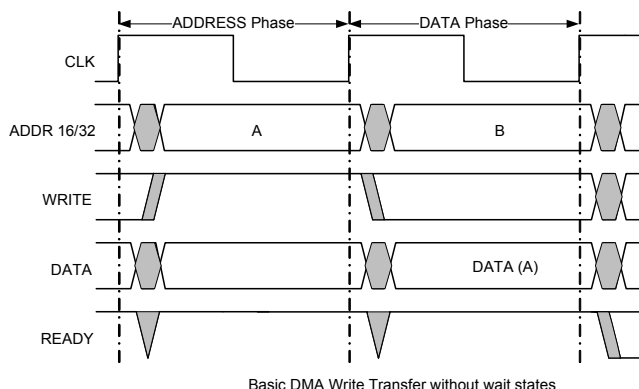 ADDRESS Phase DATA Phase
CLK
ADDR 16/32 A B
WRITE
DATA DATA (A)
READY
Basic DMA Write Transfer without wait states